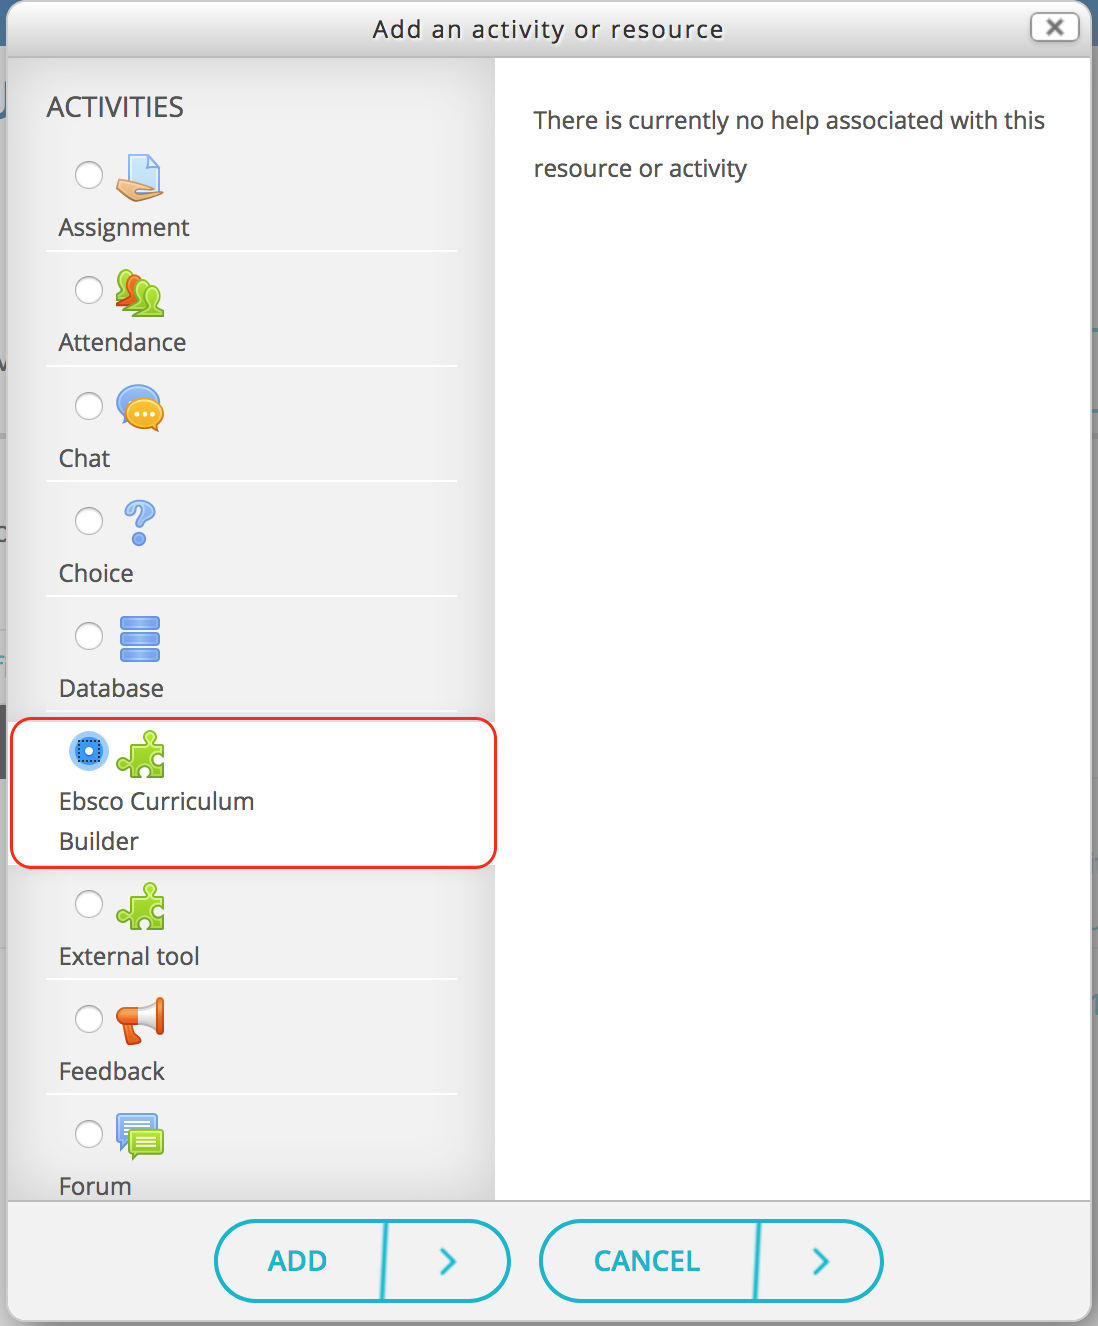 Add an activity or resource
ACTIVITIES
Assignment
Attendance
Chat
Choice
Database
Ebsco Curriculum
Builder
External tool
Feedback
Forum
There is currently no help associated with this
resource or activity
ADD
CANCEL